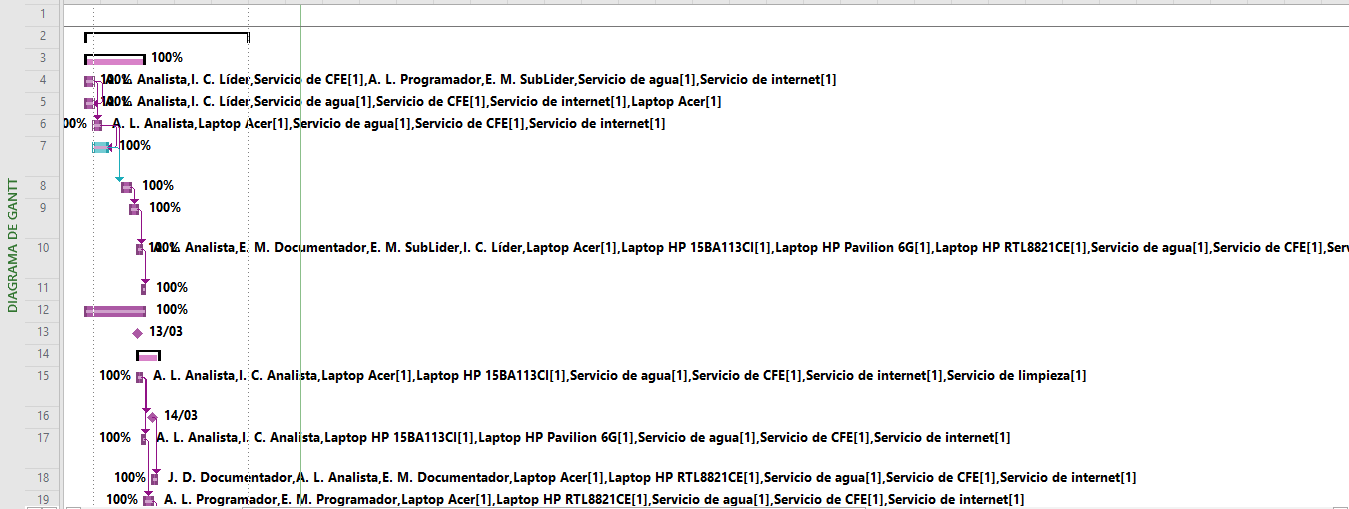 DIAGRAMA DE GANTT
1
2
3 100%
4 100% A. L. Analista,I. C. Líder,Servicio de CFE[1],A. L. Programador,E. M. SubLider,Servicio de agua[1],Servicio de internet[1]
5 100% A. L. Analista,I. C. Líder,Servicio de agua[1],Servicio de CFE[1],Servicio de internet[1],Laptop Acer[1]
6 00% A. L. Analista,Laptop Acer[1],Servicio de agua[1],Servicio de CFE[1],Servicio de internet[1]
7 100%
8 100%
9 100%
10 100% A. L. Analista,E. M. Documentador,E. M. SubLider,I. C. Líder,Laptop Acer[1],Laptop HP 15BA113CI[1],Laptop HP Pavilion 6G[1],Laptop HP RTL8821CE[1],Servicio de agua[1],Servicio de CFE[1],Serv
11 100%
12 100%
13 13/03
14
15 100% A. L. Analista,I. C. Analista,Laptop Acer[1],Laptop HP 15BA113CI[1],Servicio de agua[1],Servicio de CFE[1],Servicio de internet[1],Servicio de limpieza[1]
16 14/03
17 100% A. L. Analista,I. C. Analista,Laptop HP 15BA113CI[1],Laptop HP Pavilion 6G[1],Servicio de agua[1],Servicio de CFE[1],Servicio de internet[1]
18 100% J. D. Documentador,A. L. Analista,E. M. Documentador,Laptop Acer[1],Laptop HP RTL8821CE[1],Servicio de agua[1],Servicio de CFE[1],Servicio de internet[1]
19 100% A. L. Programador,E. M. Programador,Laptop Acer[1],Laptop HP RTL8821CE[1],Servicio de agua[1],Servicio de CFE[1],Servicio de internet[1]